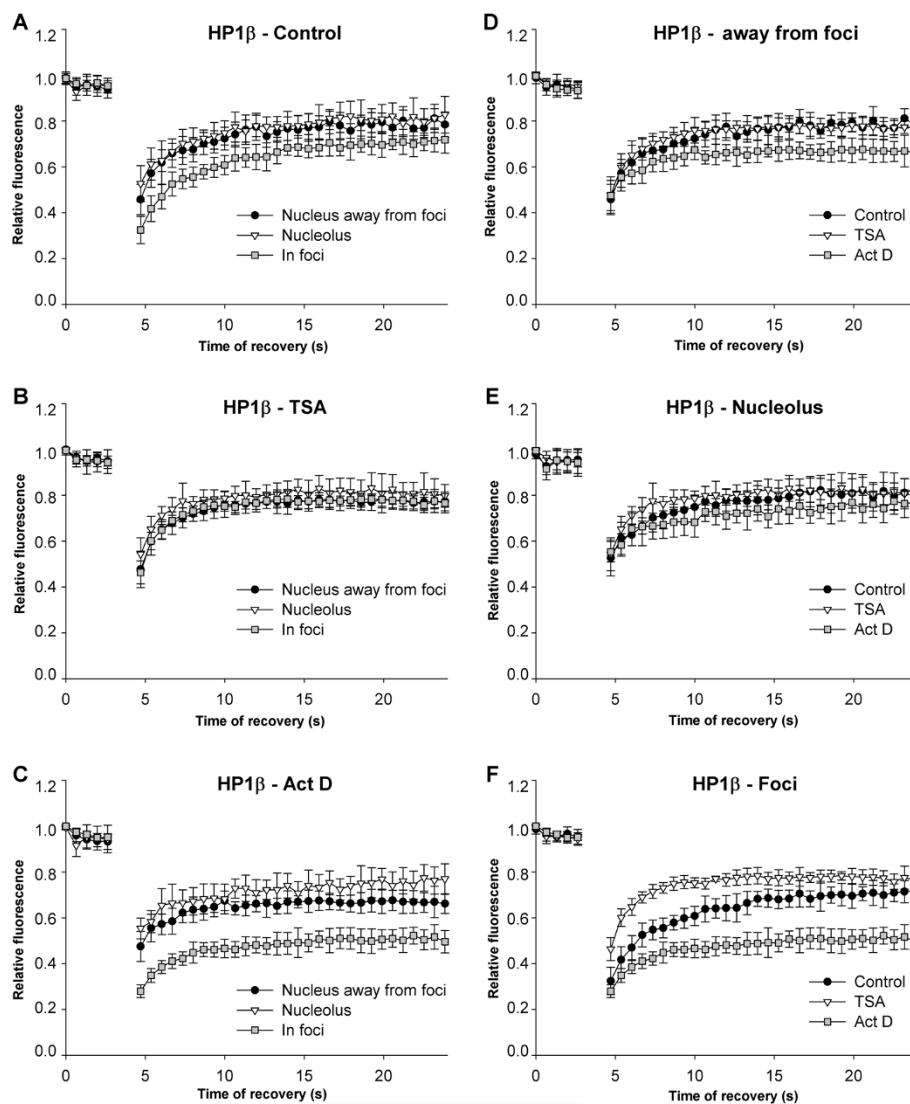 A
HP1β - Control
Relative fluorescence
1.2
1.0
0.8
0.6
0.4
0.2
0.0
Nucleus away from foci
Nucleolus
In foci
0 5 10 15 20
Time of recovery (s)
B
HP1β - TSA
Relative fluorescence
1.2
1.0
0.8
0.6
0.4
0.2
0.0
Nucleus away from foci
Nucleolus
In foci
0 5 10 15 20
Time of recovery (s)
C
HP1β - Act D
Relative fluorescence
1.2
1.0
0.8
0.6
0.4
0.2
0.0
Nucleus away from foci
Nucleolus
In foci
0 5 10 15 20
Time of recovery (s)
D
HP1β - away from foci
Relative fluorescence
1.2
1.0
0.8
0.6
0.4
0.2
0.0
Control
TSA
Act D
0 5 10 15 20
Time of recovery (s)
E
HP1β - Nucleolus
Relative fluorescence
1.2
1.0
0.8
0.6
0.4
0.2
0.0
Control
TSA
Act D
0 5 10 15 20
Time of recovery (s)
F
HP1β - Foci
Relative fluorescence
1.2
1.0
0.8
0.6
0.4
0.2
0.0
Control
TSA
Act D
0 5 10 15 20
Time of recovery (s)